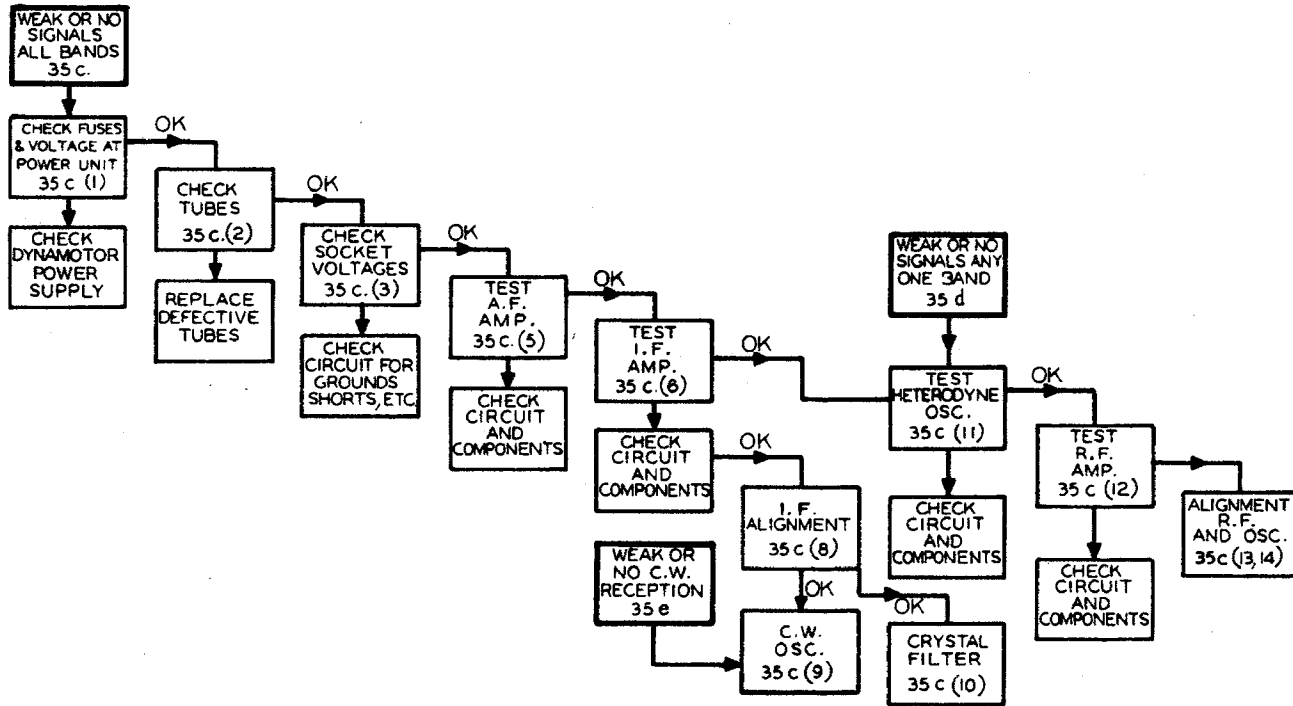 WEAK OR NO
SIGNALS
ALL BANDS
35 c.
CHECK FUSES
& VOLTAGE AT
POWER UNIT
35 c (1)
OK
CHECK
DYNAMOTOR
POWER
SUPPLY
CHECK
TUBES
35 c. (2)
OK
REPLACE
DEFECTIVE
TUBES
CHECK
SOCKET
VOLTAGES
35 c. (3)
OK
CHECK
CIRCUIT FOR
GROUNDS
SHORTS, ETC.
TEST
A.F.
AMP.
35 c. (5)
OK
CHECK
CIRCUIT
AND
COMPONENTS
TEST
I.F.
AMP.
35 c. (6)
OK
CHECK
CIRCUIT AND
COMPONENTS
OK
I.F.
ALIGNMENT
35 c (8)
OK
OK
WEAK OR
NO C.W.
RECEPTION
35 e
C.W.
OSC.
35 c (9)
CRYSTAL
FILTER
35 c (10)
WEAK OR NO
SIGNALS ANY
ONE BAND
35 d
TEST
HETERODYNE
OSC.
35 c (11)
OK
CHECK
CIRCUIT
AND
COMPONENTS
TEST
R.F.
AMP.
35 c (12)
OK
CHECK
CIRCUIT
AND
COMPONENTS
ALIGNMENT
R.F.
AND OSC.
35 c (13, 14)